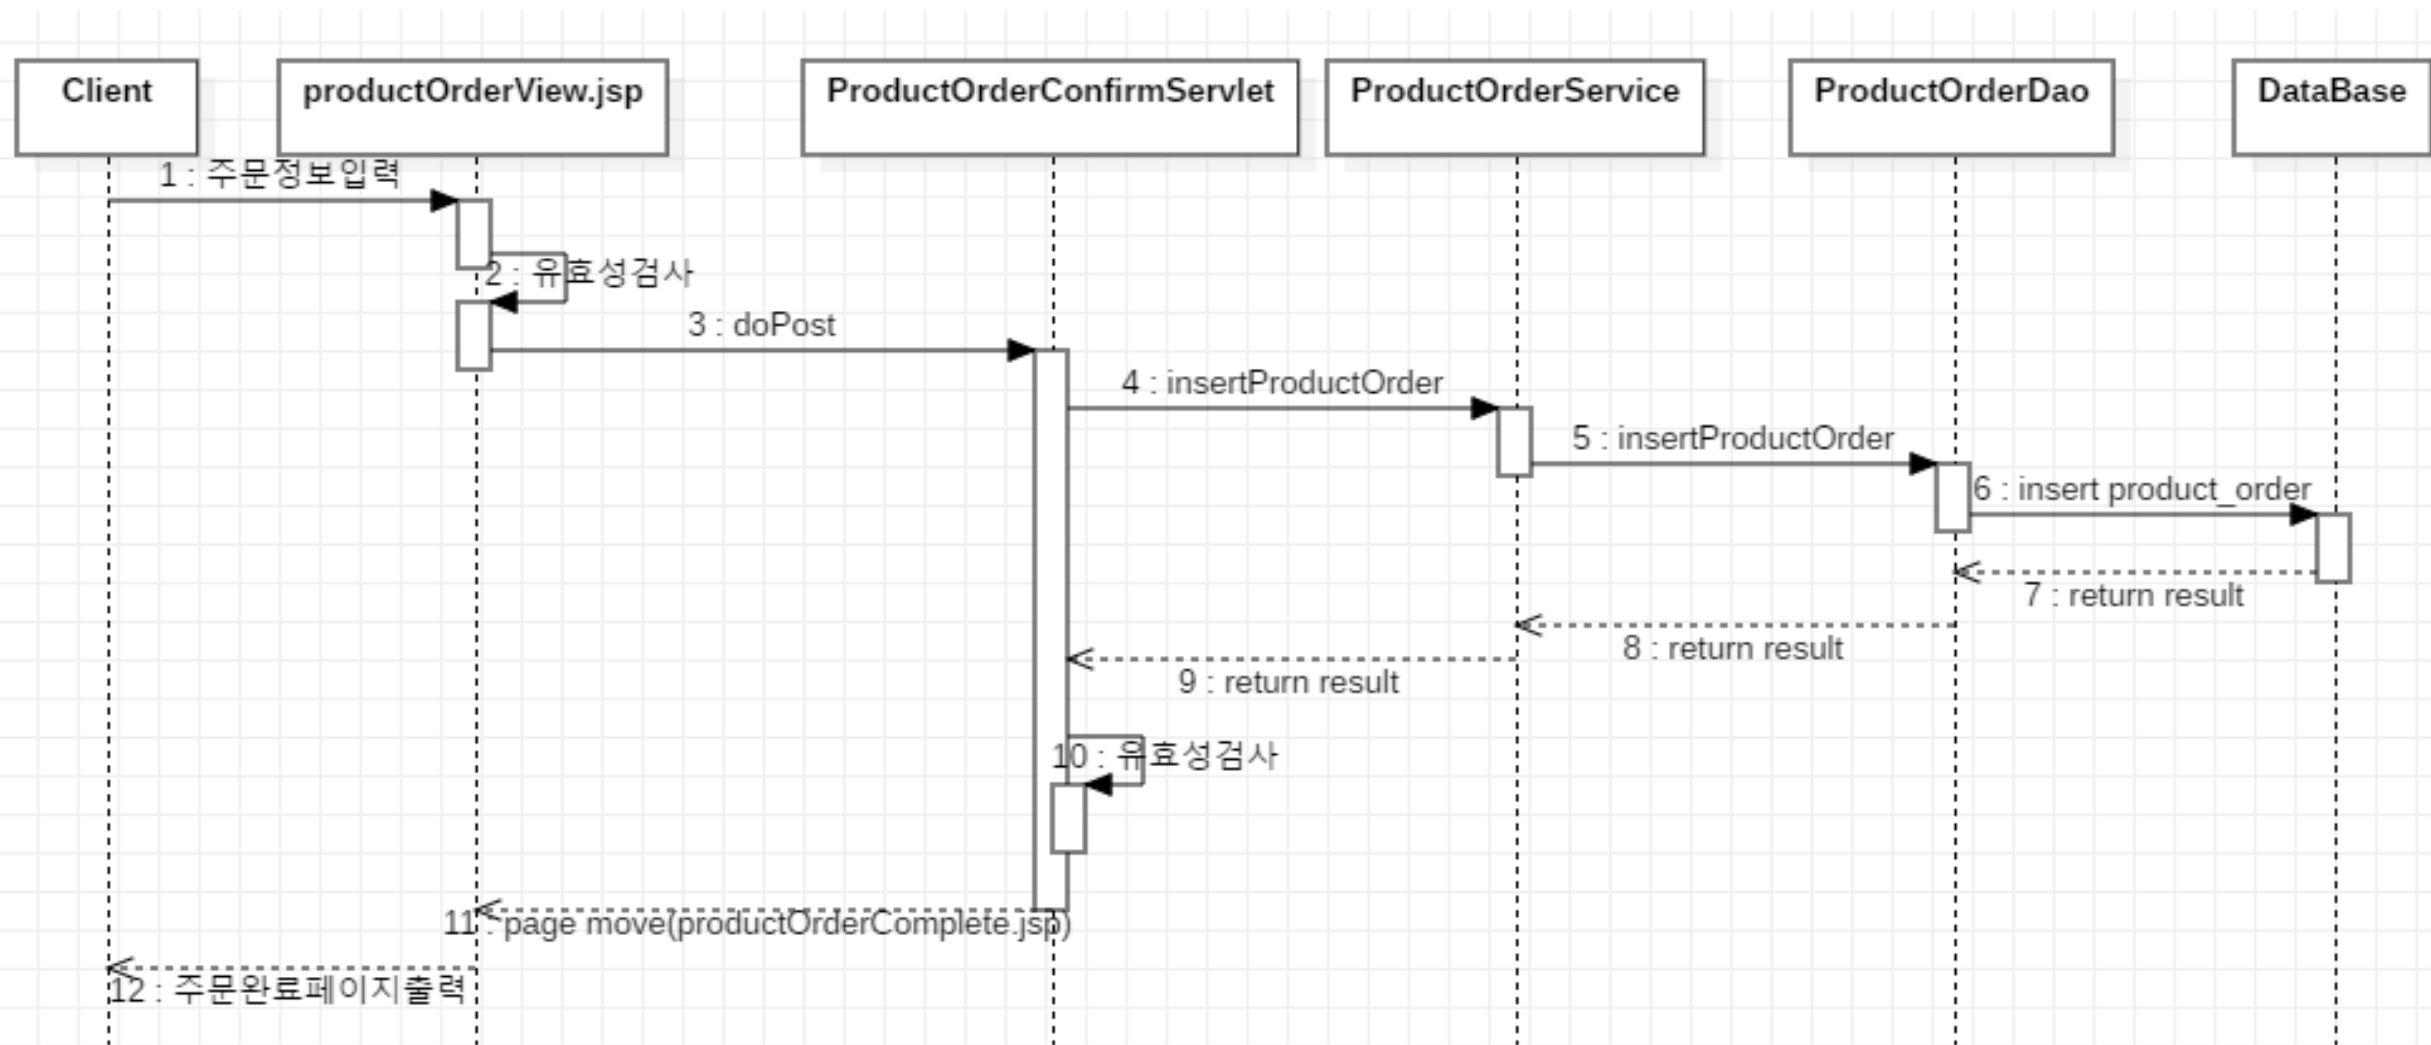 Client
productOrderView.jsp
ProductOrderConfirmServlet
ProductOrderService
ProductOrderDao
DataBase
1 : 주문정보입력
2 : 유효성검사
3 : doPost
4 : insertProductOrder
5 : insertProductOrder
6 : insert product_order
7 : return result
8 : return result
9 : return result
10 : 유효성검사
11 : page move(productOrderComplete.jsp)
12 : 주문완료페이지출력